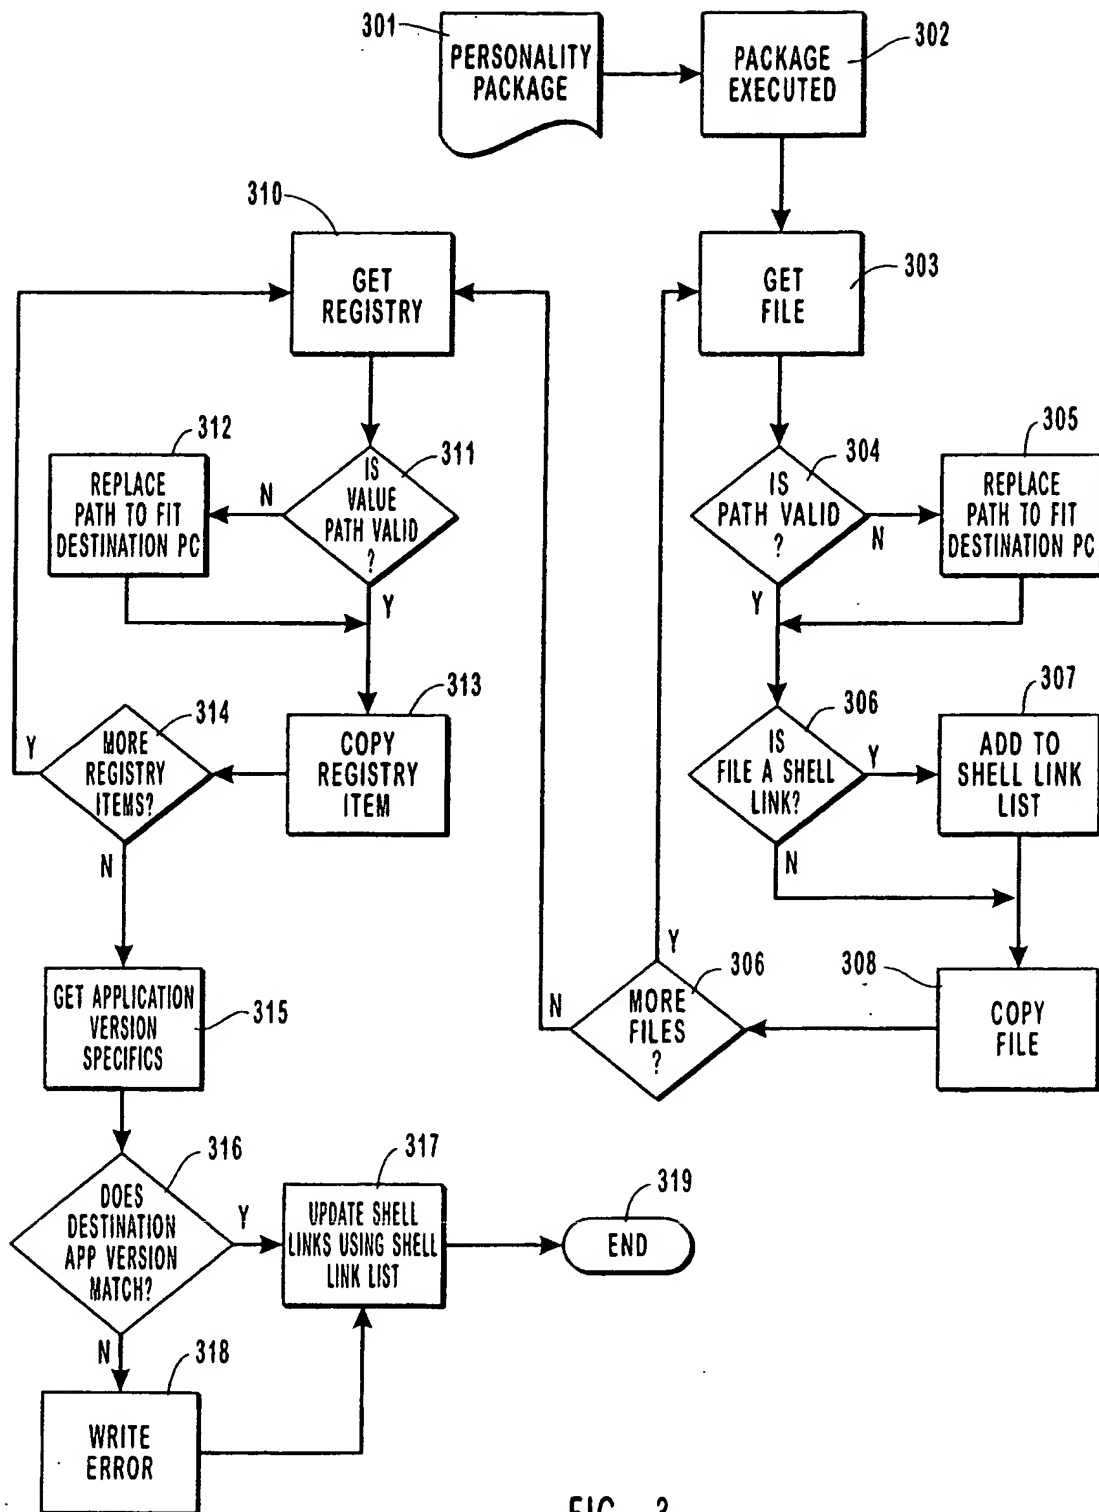 301
PERSONALITY
PACKAGE
302
PACKAGE
EXECUTED
310
GET
REGISTRY
303
GET
FILE
312
REPLACE
PATH TO FIT
DESTINATION PC
N
311
IS
VALUE
PATH VALID
?
Y
304
IS
PATH VALID
?
N
Y
305
REPLACE
PATH TO FIT
DESTINATION PC
314
Y
MORE
REGISTRY
ITEMS?
N
313
COPY
REGISTRY
ITEM
306
IS
FILE A SHELL
LINK?
Y
N
307
ADD TO
SHELL LINK
LIST
315
GET APPLICATION
VERSION
SPECIFICS
N
Y
306
MORE
FILES
?
308
COPY
FILE
316
DOES
DESTINATION
APP VERSION
MATCH?
Y
N
317
UPDATE SHELL
LINKS USING SHELL
LINK LIST
319
END
318
WRITE
ERROR
FIG. 3